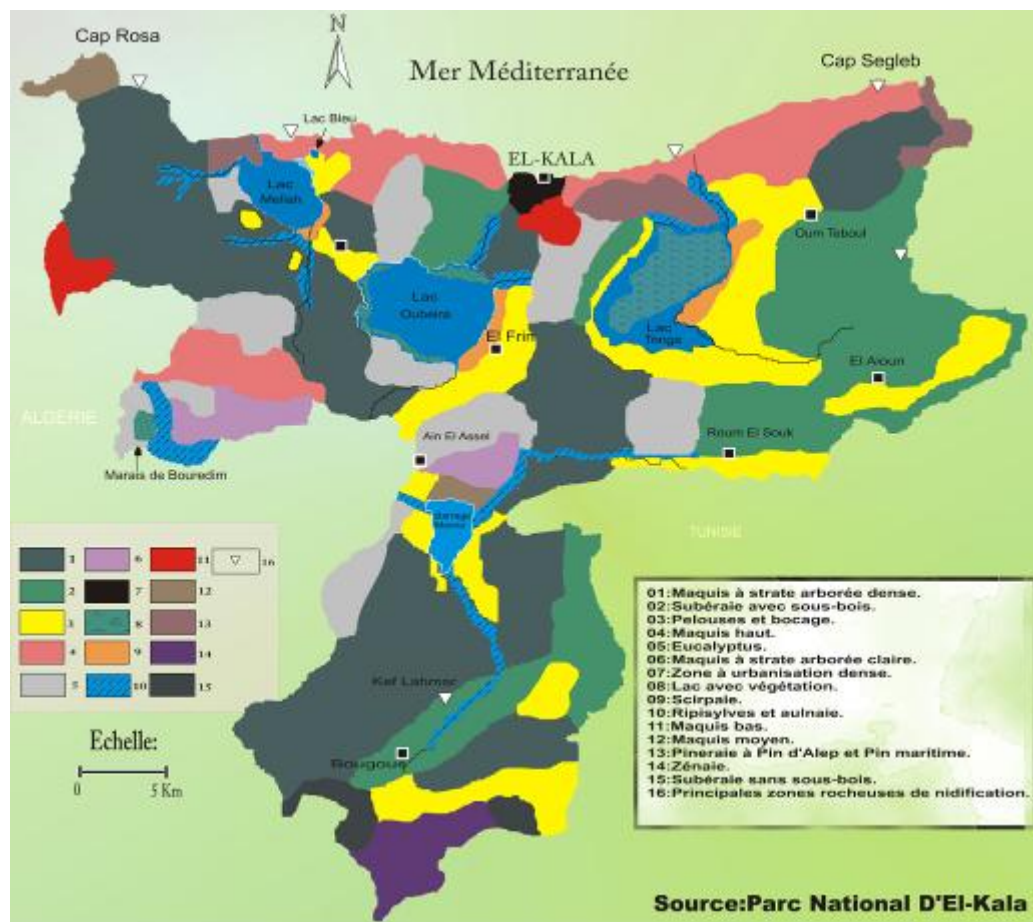 N
Cap Rosa
Mer Méditerranée
Cap Segleb
Lac Bleu
EL-KALA
Lac
Mellah
Oum Teboul
Lac
Oubeira
Lac
Tonga
El Frin
El Aioun
ALGERIE
Ain El Assel
Roum El Souk
Marais de Bouredim
TUNISIE
1
6
11
16
2
7
12
3
8
13
4
9
14
5
10
15
01:Maquis à strate arborée dense.
02:Subéraie avec sous-bois.
03:Pelouses et bocage.
04:Maquis haut.
05:Eucalyptus.
06:Maquis à strate arborée claire.
07:Zone à urbanisation dense.
08:Lac avec végétation.
09:Scirpaie.
10:Ripisylves et aulnaie.
11:Maquis bas.
12:Maquis moyen.
13:Pineraie à Pin d'Alep et Pin maritime.
14:Zénaie.
15:Subéraie sans sous-bois.
16:Principales zones rocheuses de nidification.
Kef Lahmer
Echelle:
Bougous
0 5 Km
Source:Parc National D'El-Kala